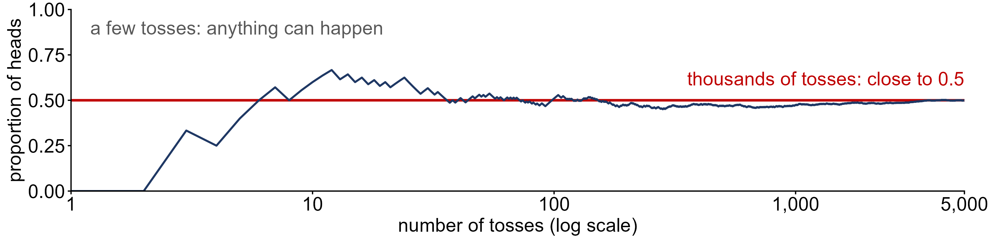 1.00
a few tosses: anything can happen
0.75
thousands of tosses: close to 0.5
0.50
0.25
0.00
proportion of heads
1
10
100
1,000
5,000
number of tosses (log scale)